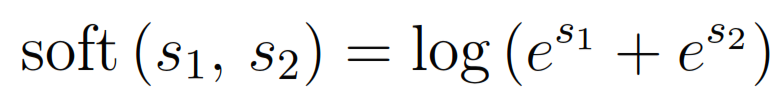 soft (s₁, s₂) = log (e^{s₁} + e^{s₂})